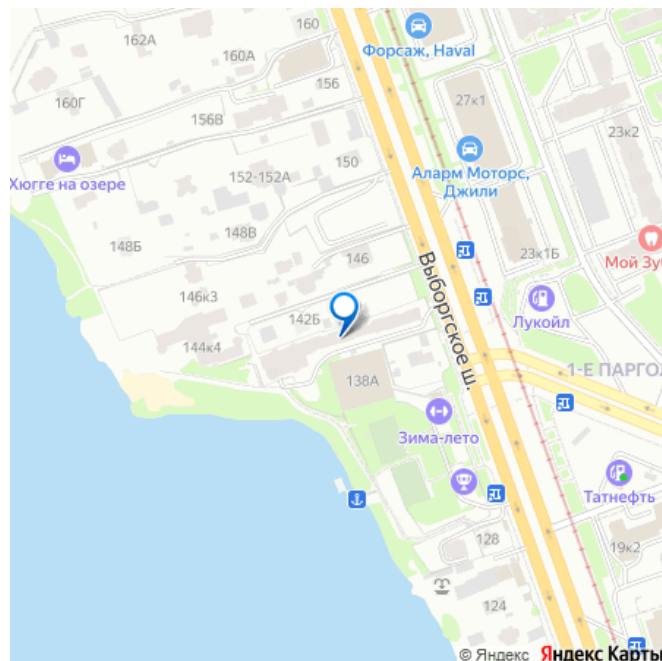 160
162А
160А
Форсаж, Haval
156
160Г
27к1
156В
23к2
Хюгге на озере
150
152-152А
Аларм Моторс,
Джили
148В
148Б
23к1Б
Мой Зуб
146
146к3
Выборгское ш.
Лукойл
142Б
144к4
1-Е ПАРГОЛ
138А
Зима-лето
Татнефть
128
19к2
124
© Яндекс Яндекс Карты